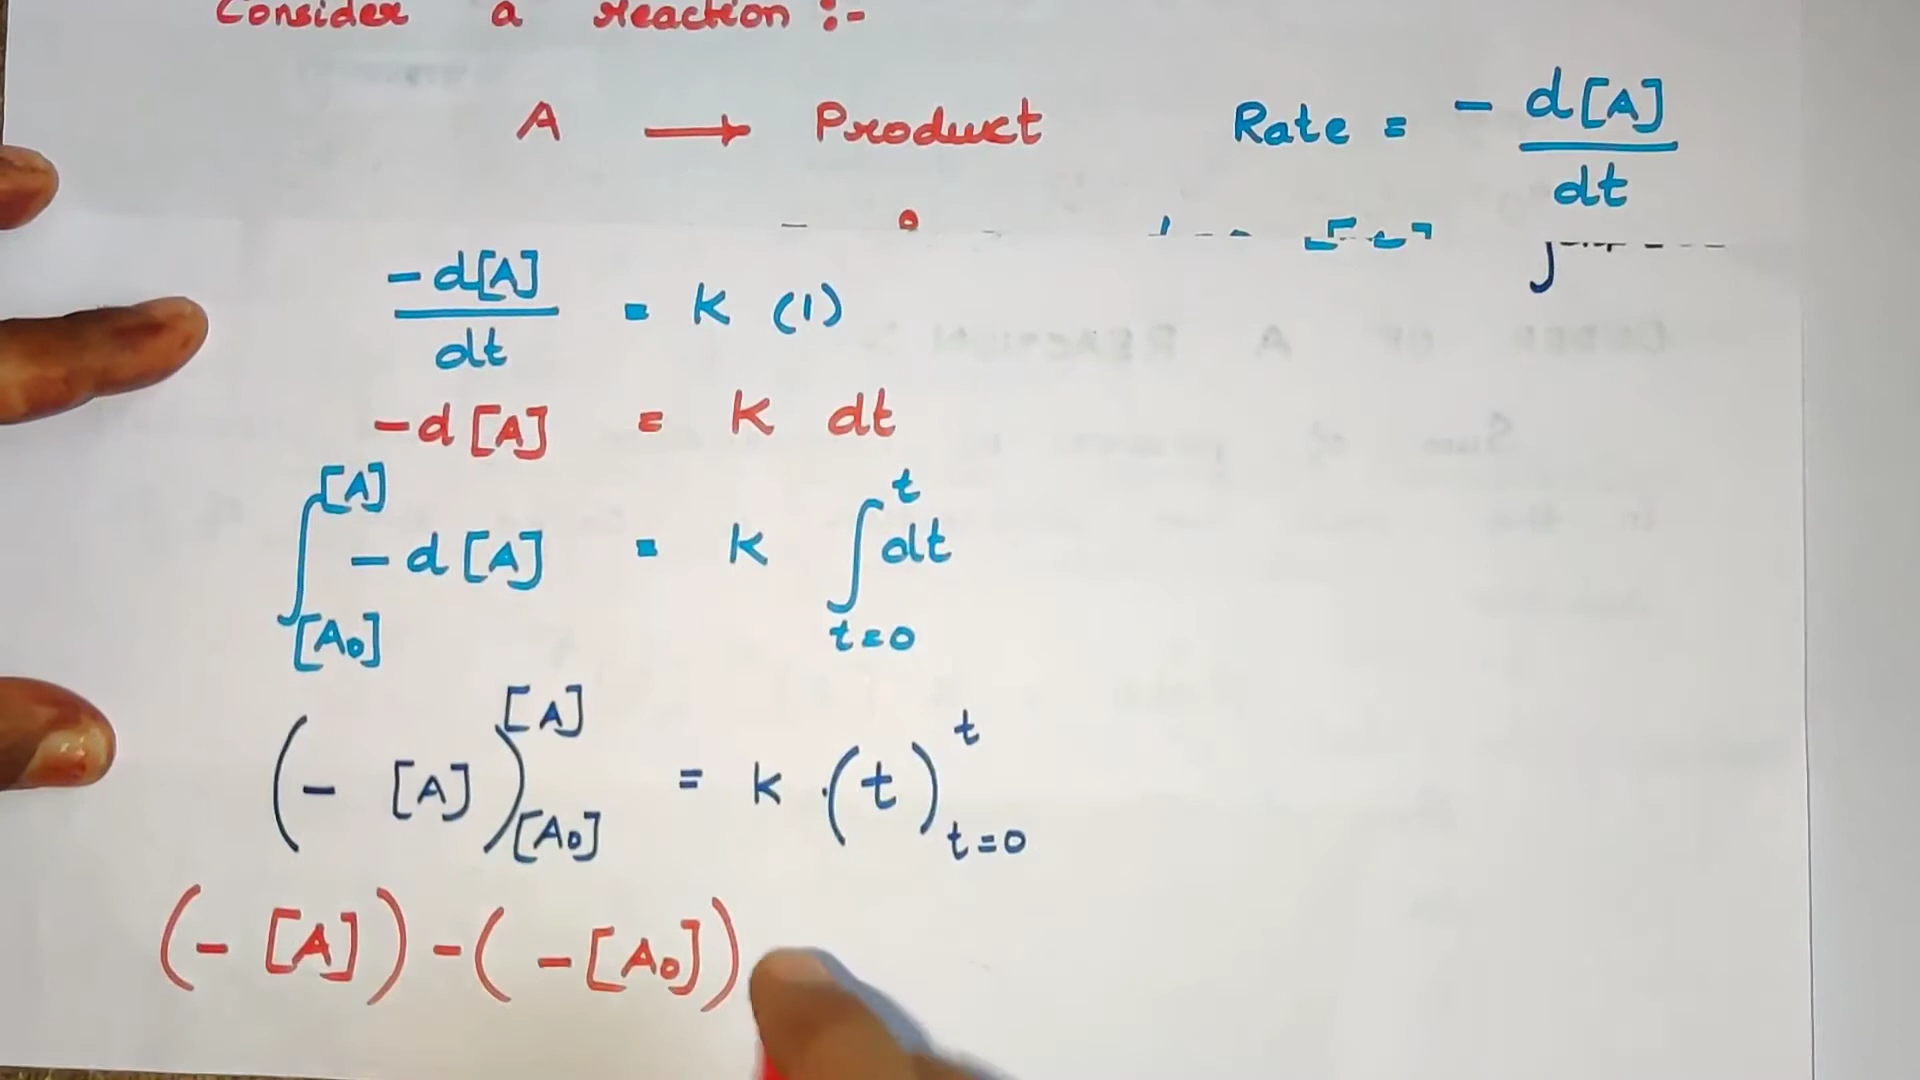 Consider a reaction :-
A → Product Rate = - d[A]/dt
-d[A]/dt = K (1)
-d[A] = K dt
∫[A₀]^[A] -d[A] = k ∫t=0^t dt
(- [A])[A₀]^[A] = k.(t)t=0^t
(- [A]) - (- [A₀])